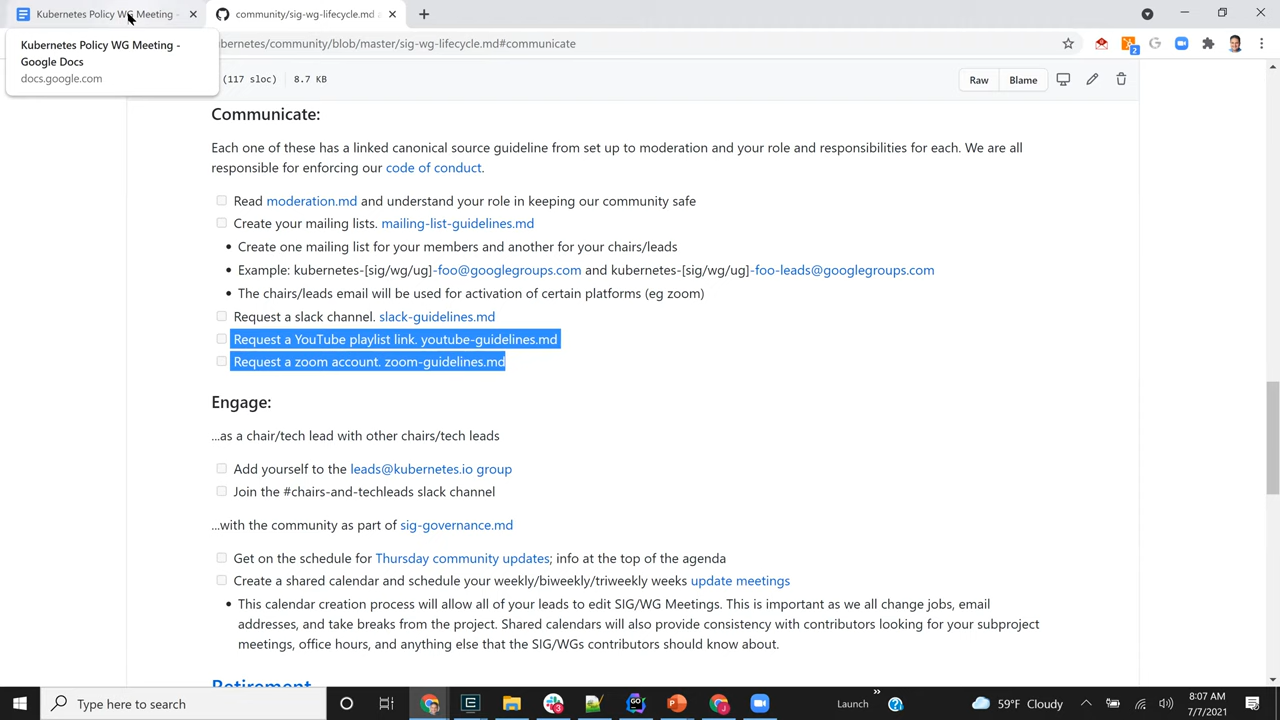 Kubernetes Policy WG Meeting -
community/sig-wg-lifecycle.md a
Kubernetes Policy WG Meeting -
Google Docs
docs.google.com
bernetes/community/blob/master/sig-wg-lifecycle.md#communicate
2
(117 sloc) 8.7 KB
Raw Blame
Communicate:
Each one of these has a linked canonical source guideline from set up to moderation and your role and responsibilities for each. We are all
responsible for enforcing our code of conduct.
Read moderation.md and understand your role in keeping our community safe
Create your mailing lists. mailing-list-guidelines.md
• Create one mailing list for your members and another for your chairs/leads
• Example: kubernetes-[sig/wg/ug]-foo@googlegroups.com and kubernetes-[sig/wg/ug]-foo-leads@googlegroups.com
• The chairs/leads email will be used for activation of certain platforms (eg zoom)
Request a slack channel. slack-guidelines.md
Request a YouTube playlist link. youtube-guidelines.md
Request a zoom account. zoom-guidelines.md
Engage:
...as a chair/tech lead with other chairs/tech leads
Add yourself to the leads@kubernetes.io group
Join the #chairs-and-techleads slack channel
...with the community as part of sig-governance.md
Get on the schedule for Thursday community updates; info at the top of the agenda
Create a shared calendar and schedule your weekly/biweekly/triweekly weeks update meetings
• This calendar creation process will allow all of your leads to edit SIG/WG Meetings. This is important as we all change jobs, email
addresses, and take breaks from the project. Shared calendars will also provide consistency with contributors looking for your subproject
meetings, office hours, and anything else that the SIG/WGs contributors should know about.
Retirement
Type here to search
GO
Launch
59°F Cloudy
8:07 AM
7/7/2021